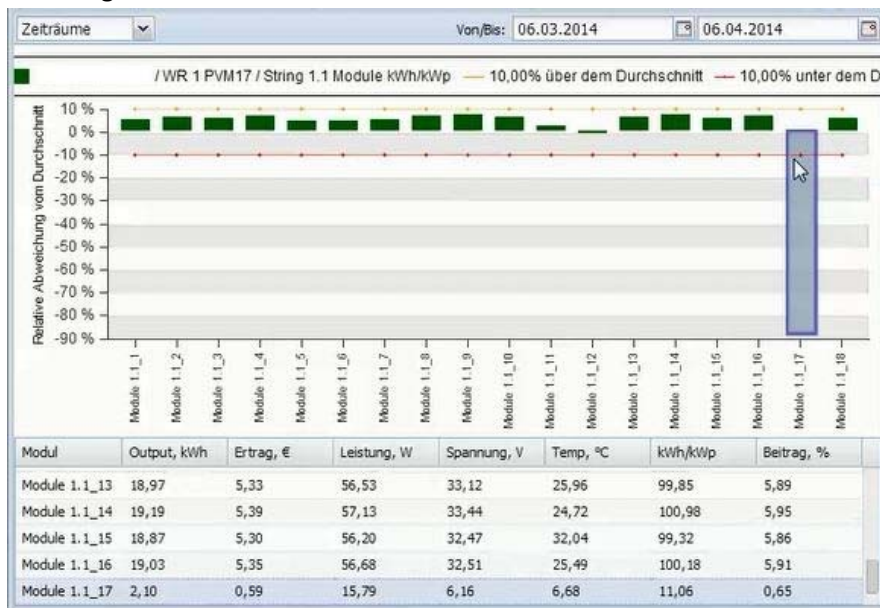 Zeiträume Von/Bis: 06.03.2014 06.04.2014
/ WR 1 PVM17 / String 1.1 Module kWh/kWp 10,00% über dem Durchschnitt 10,00% unter dem D
Relative Abweichung vom Durchschnitt
10 %
0 %
-10 %
-20 %
-30 %
-40 %
-50 %
-60 %
-70 %
-80 %
-90 %
Module 1.1_1
Module 1.1_2
Module 1.1_3
Module 1.1_4
Module 1.1_5
Module 1.1_6
Module 1.1_7
Module 1.1_8
Module 1.1_9
Module 1.1_10
Module 1.1_11
Module 1.1_12
Module 1.1_13
Module 1.1_14
Module 1.1_15
Module 1.1_16
Module 1.1_17
Module 1.1_18
Modul Output, kWh Ertrag, € Leistung, W Spannung, V Temp, °C kWh/kWp Beitrag, %
Module 1.1_13 18,97 5,33 56,53 33,12 25,96 99,85 5,89
Module 1.1_14 19,19 5,39 57,13 33,44 24,72 100,98 5,95
Module 1.1_15 18,87 5,30 56,20 32,47 32,04 99,32 5,86
Module 1.1_16 19,03 5,35 56,68 32,51 25,49 100,18 5,91
Module 1.1_17 2,10 0,59 15,79 6,16 6,68 11,06 0,65